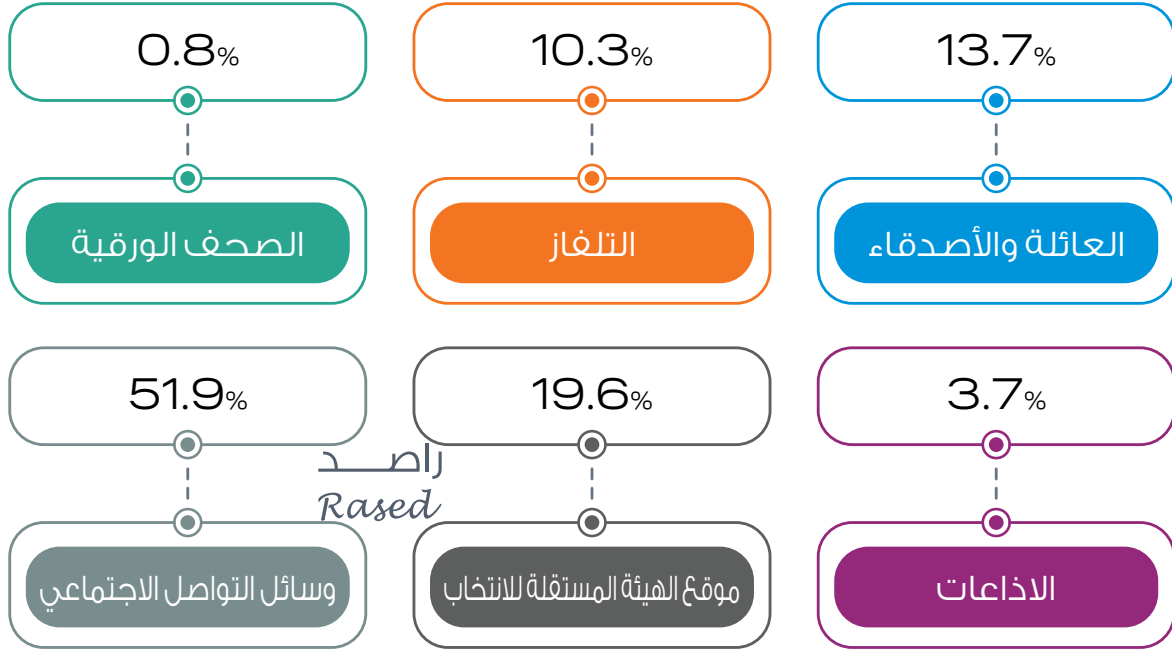 13.7%
العائلة والأصدقاء
10.3%
التلفاز
0.8%
الصحف الورقية
3.7%
الاذاعات
19.6%
موقع الهيئة المستقلة للانتخاب
51.9%
وسائل التواصل الاجتماعي
راصد
Rased